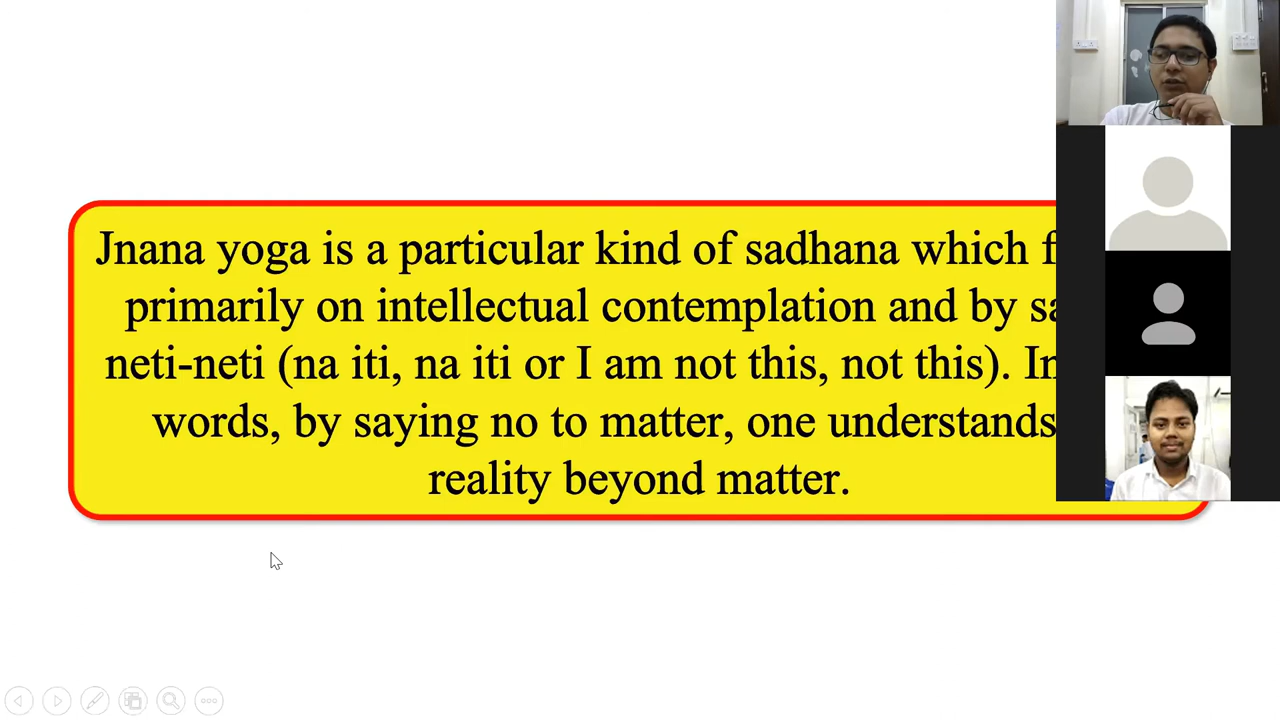 Jnana yoga is a particular kind of sadhana which
primarily on intellectual contemplation and by
neti-neti (na iti, na iti or I am not this, not this). In
words, by saying no to matter, one understands
reality beyond matter.